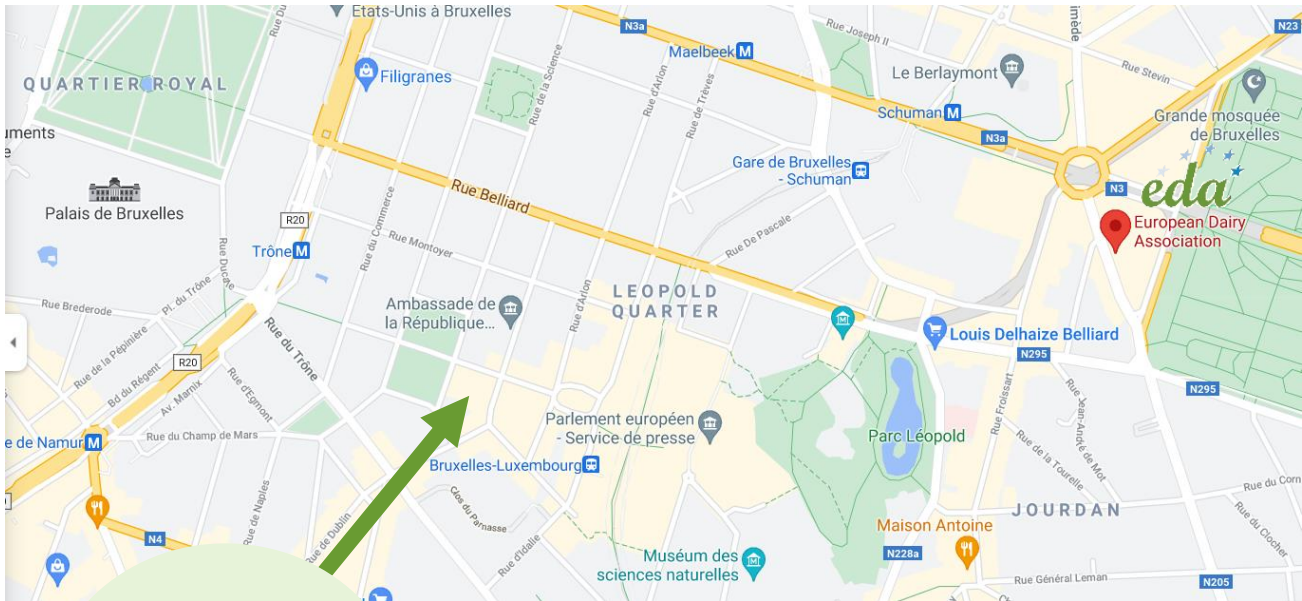 Etats-Unis à Bruxelles
Rue Ducale
Rue du Commerce
Rue de la Science
Rue d'Arlon
Rue de Trèves
N3a
Maelbeek M
Rue Joseph II
Le Berlaymont
Rue Stevin
N23
QUARTIER ROYAL
Filigranes
Schuman M
N3a
Grande mosquée
de Bruxelles
Gare de Bruxelles
- Schuman
N3
eda
European Dairy
Association
Palais de Bruxelles
R20
Rue Belliard
Trône M
Rue Montoyer
Rue De Pascale
Pl. du Trône
Rue Brederode
LEOPOLD
QUARTER
Ambassade de
la République...
Rue d'Arlon
Louis Delhaize Belliard
N295
N295
Rue de la Pépinière
R20
Rue du Trône
Bd du Régent
Av. Marnix
Rue d'Egmont
Rue Froissart
Rue Jean-André de Mot
Parlement européen
- Service de presse
Parc Léopold
e de Namur M
Rue du Champ de Mars
Rue de la Tourelle
Bruxelles-Luxembourg
Clos du Parnasse
Rue du Corn
JOURDAN
Rue de Naples
Rue de Dublin
Rue d'Idalie
Maison Antoine
Rue du Clocher
N4
Muséum des
sciences naturelles
N228a
Rue Général Leman
N205